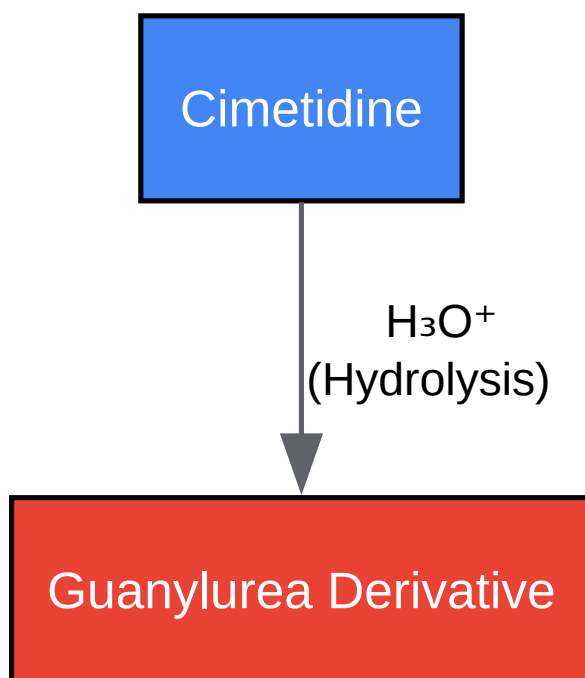 Cimetidine
H₃O⁺
(Hydrolysis)
Guanylurea Derivative